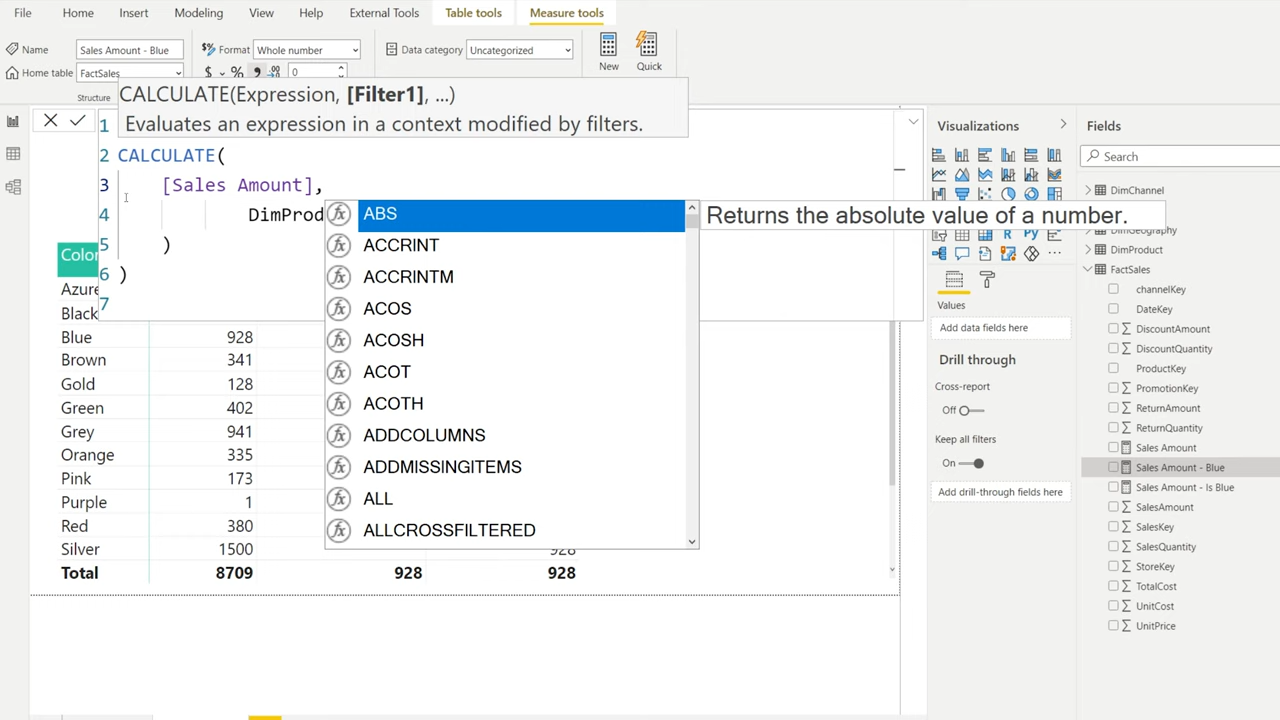 File Home Insert Modeling View Help External Tools Table tools Measure tools
Name Sales Amount - Blue Format Whole number Data category Uncategorized New Quick
Home table FactSales $ % 0
Structure
CALCULATE(Expression, [Filter1], ...)
Evaluates an expression in a context modified by filters.
1
2 CALCULATE(
3 [Sales Amount],
4 DimProd
5 )
6 )
7
ABS
Returns the absolute value of a number.
ACCRINT
ACCRINTM
ACOS
ACOSH
ACOT
ACOTH
ADDCOLUMNS
ADDMISSINGITEMS
ALL
ALLCROSSFILTERED
Color
Azure
Black
Blue 928
Brown 341
Gold 128
Green 402
Grey 941
Orange 335
Pink 173
Purple 1
Red 380
Silver 1500 928
Total 8709 928 928
Visualizations
R Py
Values
Add data fields here
Drill through
Cross-report
Off
Keep all filters
On
Add drill-through fields here
Fields
Search
DimChannel
DimGeography
DimProduct
FactSales
channelKey
DateKey
DiscountAmount
DiscountQuantity
ProductKey
PromotionKey
ReturnAmount
ReturnQuantity
Sales Amount
Sales Amount - Blue
Sales Amount - Is Blue
SalesAmount
SalesKey
SalesQuantity
StoreKey
TotalCost
UnitCost
UnitPrice